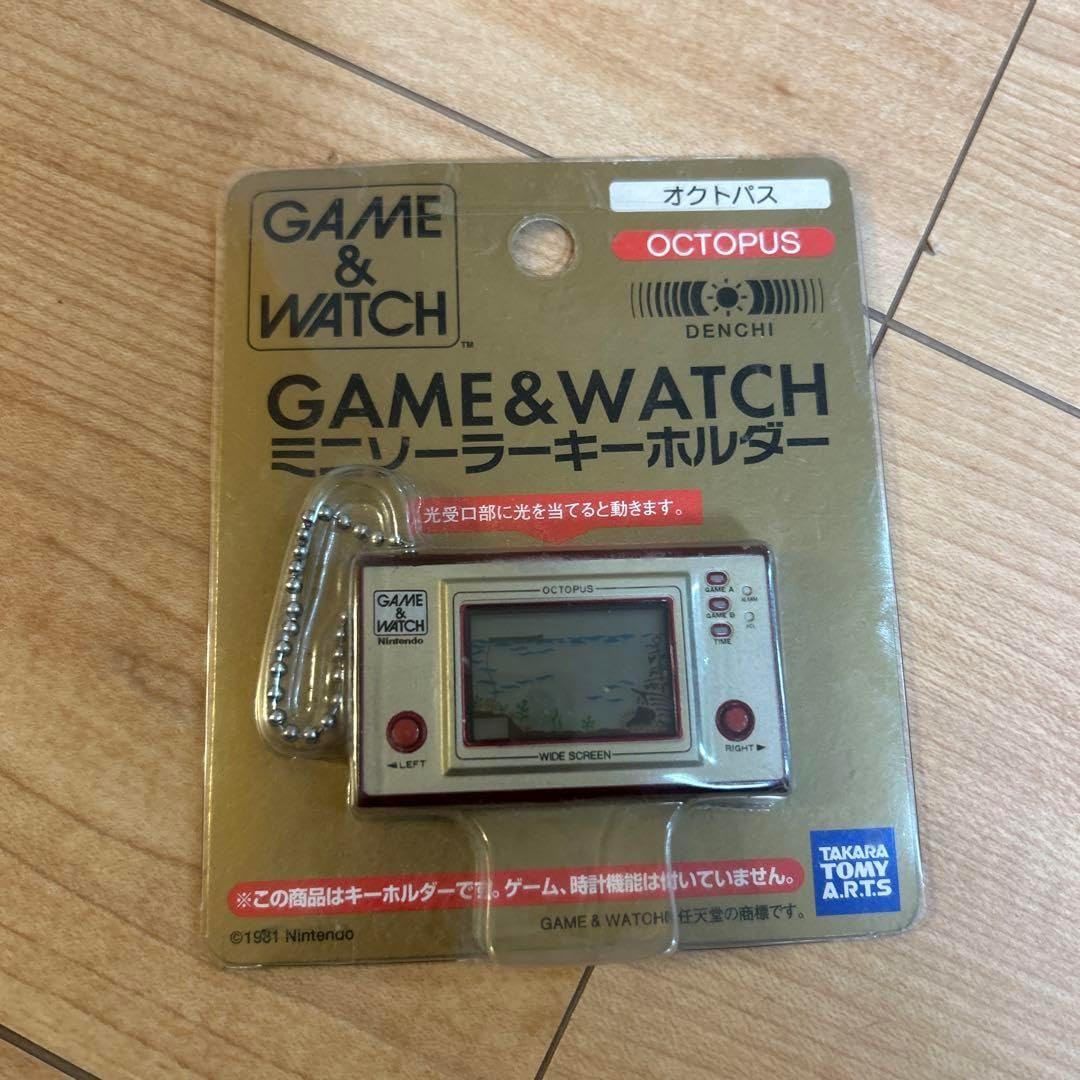 GAME
&
WATCH
TM
オクトパス
OCTOPUS
DENCHI
GAME&WATCH
ミニソーラーキーホルダー
光受口部に光を当てると動きます。
OCTOPUS
GAME
&
WATCH
Nintendo
GAME A
ALARM
GAME B
ACL
TIME
◄LEFT
RIGHT►
WIDE SCREEN
TAKARA
TOMY
A.R.T.S
※この商品はキーホルダーです。ゲーム、時計機能は付いていません。
GAME & WATCHは任天堂の商標です。
©1981 Nintendo